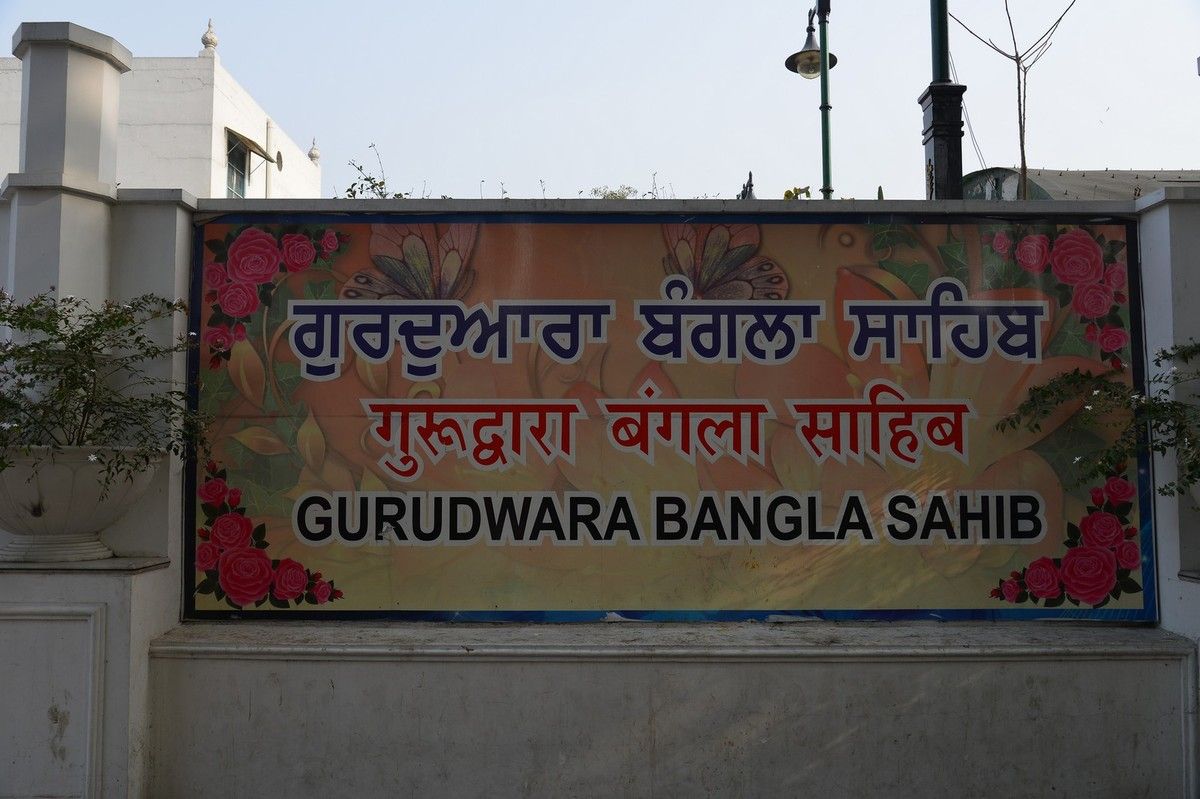 ਗੁਰਦੁਆਰਾ ਬੰਗਲਾ ਸਾਹਿਬ
गुरूद्वारा बंगला साहिब
GURUDWARA BANGLA SAHIB